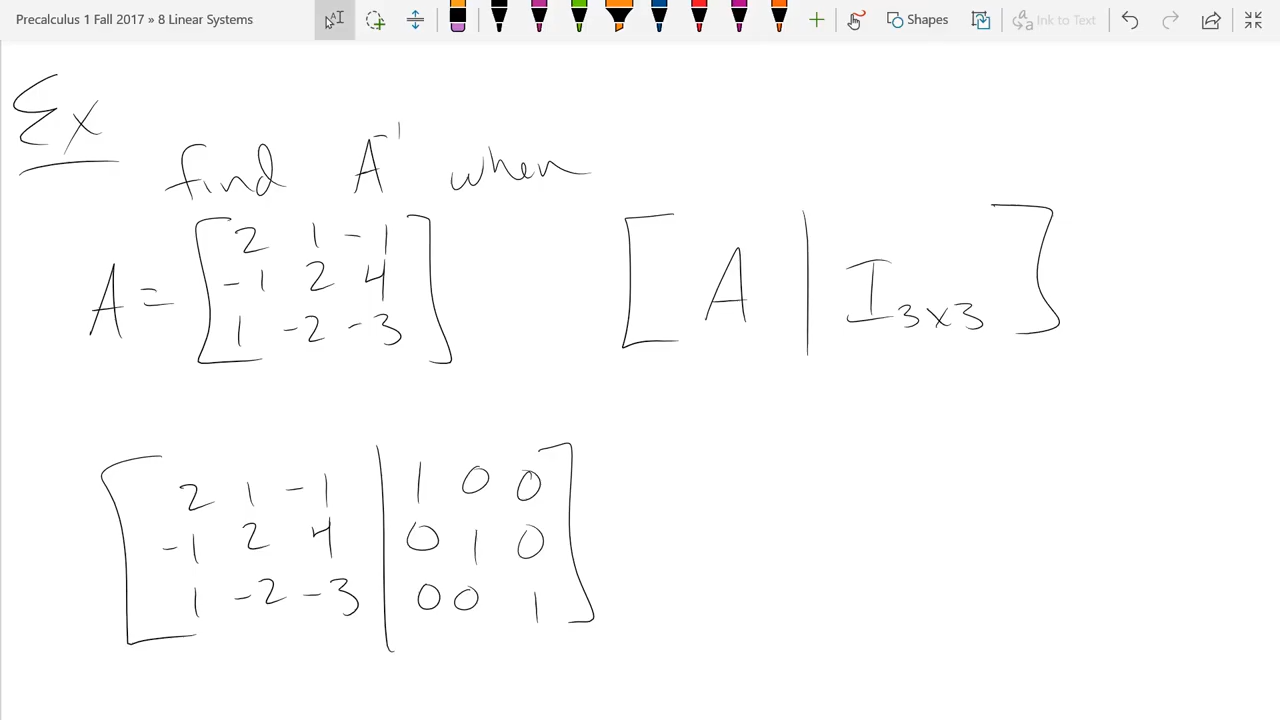 Precalculus 1 Fall 2017 » 8 Linear Systems
Shapes
Ink to Text
Ex
find A⁻¹ when
A = [2 1 -1
-1 2 4
1 -2 -3]
[A | I₃ₓ₃]
[2 1 -1 | 1 0 0
-1 2 4 | 0 1 0
1 -2 -3 | 0 0 1]